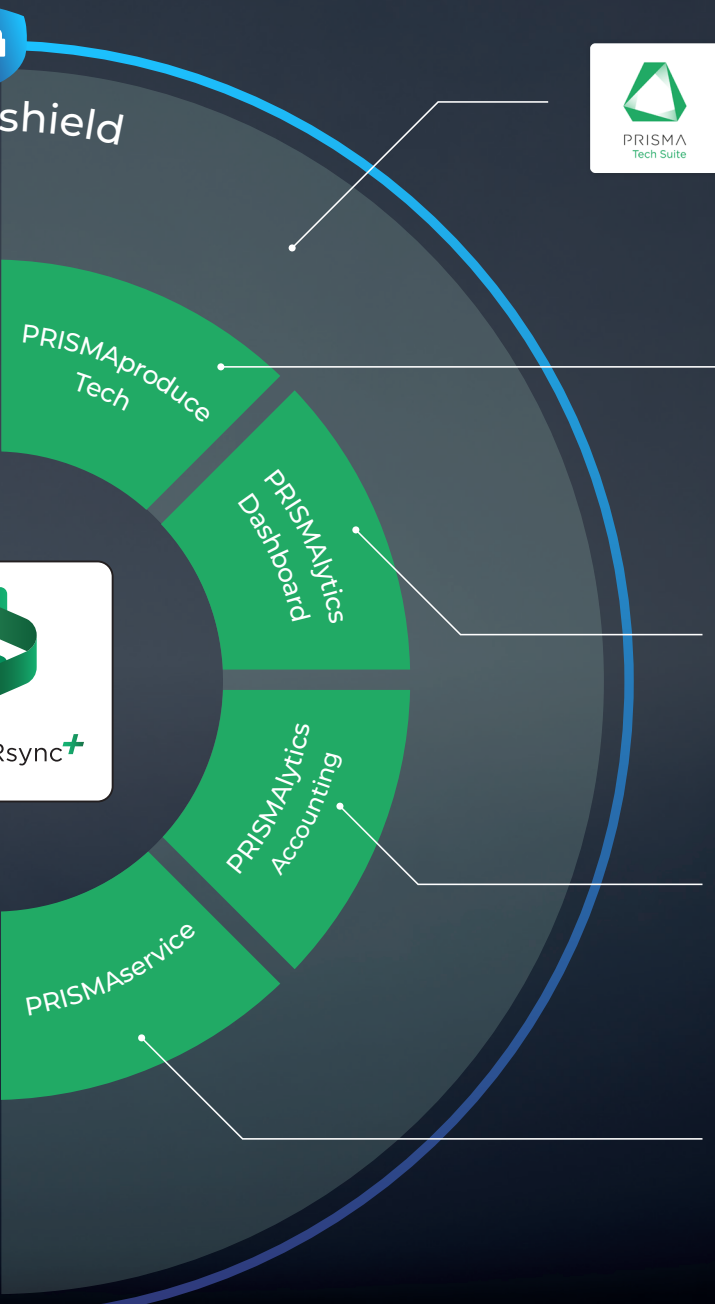 shield
PRISMA
Tech Suite
PRISMAproduce
Tech
PRISMAlytics
Dashboard
Rsync+
PRISMAlytics
Accounting
PRISMAservice